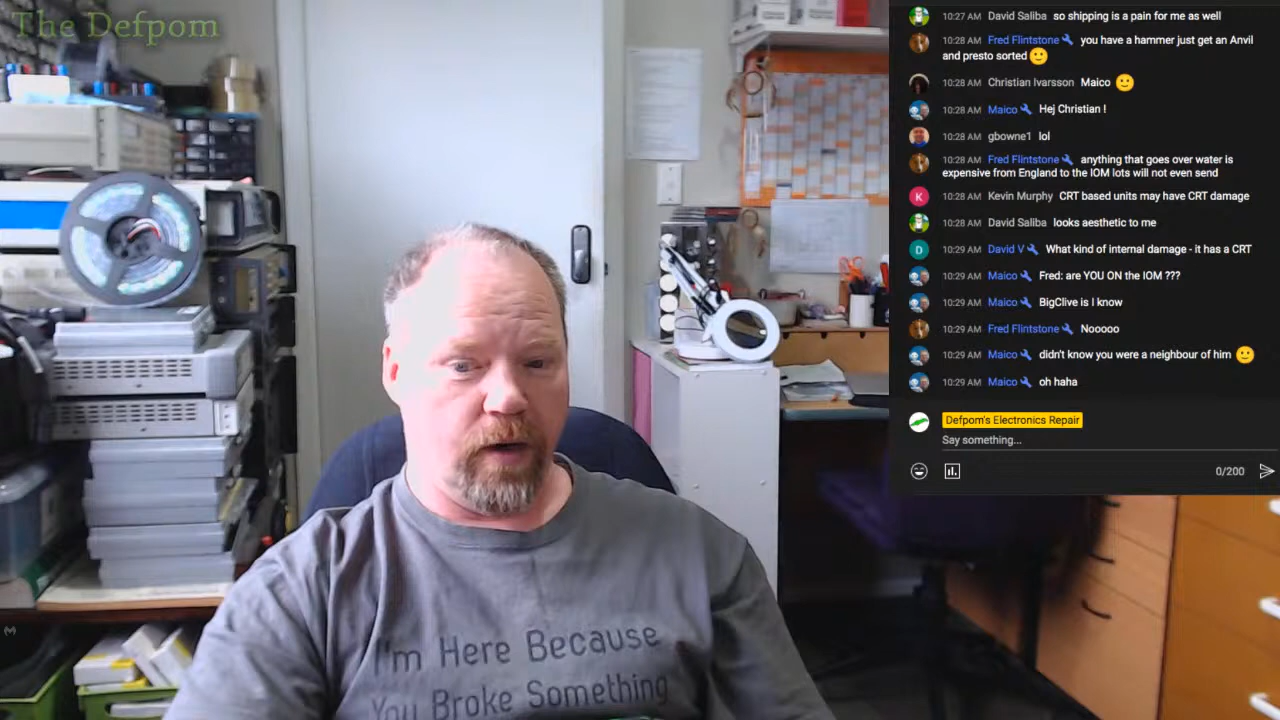 The Defpom
10:27 AM David Saliba so shipping is a pain for me as well
10:28 AM Fred Flintstone you have a hammer just get an Anvil
and presto sorted
10:28 AM Christian Ivarsson Maico
10:28 AM Maico Hej Christian !
10:28 AM gbowne1 lol
10:28 AM Fred Flintstone anything that goes over water is
expensive from England to the IOM lots will not even send
K 10:28 AM Kevin Murphy CRT based units may have CRT damage
10:28 AM David Saliba looks aesthetic to me
D 10:29 AM David V What kind of internal damage - it has a CRT
10:29 AM Maico Fred: are YOU ON the IOM ???
10:29 AM Maico BigClive is I know
10:29 AM Fred Flintstone Nooooo
10:29 AM Maico didn't know you were a neighbour of him
10:29 AM Maico oh haha
Defpom's Electronics Repair
Say something...
0/200
I'm Here Because
You Broke Something